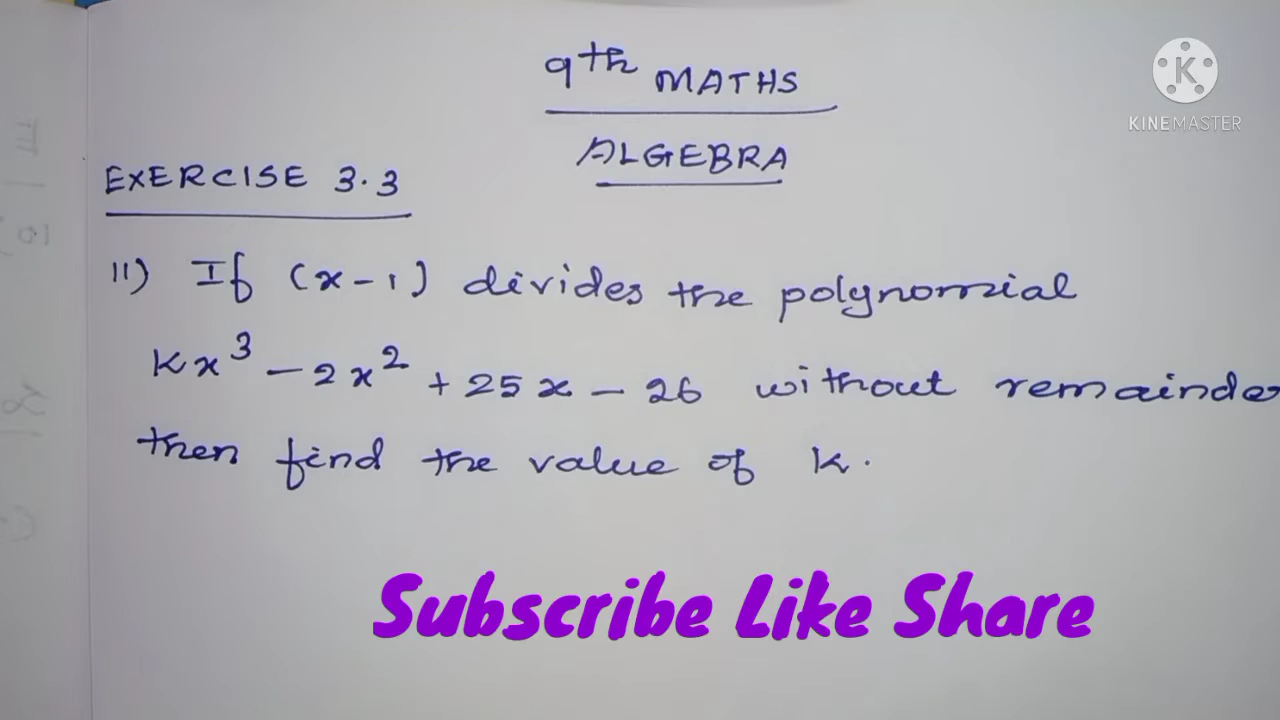 9th MATHS
KINEMASTER
ALGEBRA
EXERCISE 3.3
11) If (x-1) divides the polynomial
kx³ - 2x² + 25x - 26 without remainde
then find the value of k.
Subscribe Like Share